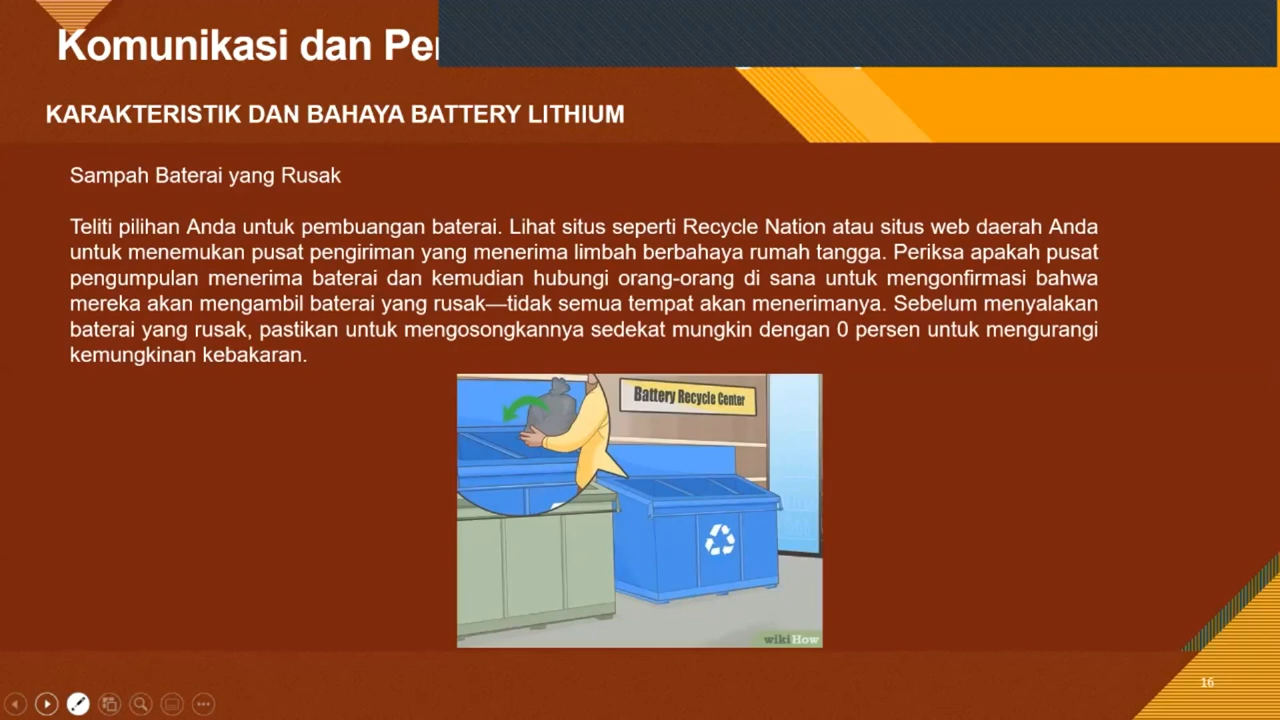 Komunikasi dan
KARAKTERISTIK DAN BAHAYA BATTERY LITHIUM
Sampah Baterai yang Rusak
Teliti pilihan Anda untuk pembuangan baterai. Lihat situs seperti Recycle Nation atau situs web daerah Anda
untuk menemukan pusat pengiriman yang menerima limbah berbahaya rumah tangga. Periksa apakah pusat
pengumpulan menerima baterai dan kemudian hubungi orang-orang di sana untuk mengonfirmasi bahwa
mereka akan mengambil baterai yang rusak—tidak semua tempat akan menerimanya. Sebelum menyalakan
baterai yang rusak, pastikan untuk mengosongkannya sedekat mungkin dengan 0 persen untuk mengurangi
kemungkinan kebakaran.
Battery Recycle Center
wikiHow
16